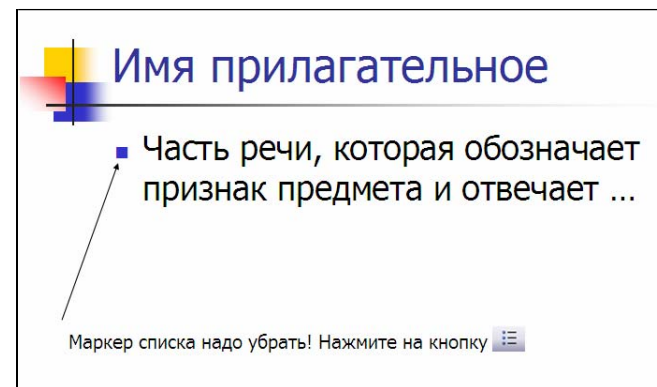 Имя прилагательное
Часть речи, которая обозначает
признак предмета и отвечает ...
Маркер списка надо убрать! Нажмите на кнопку